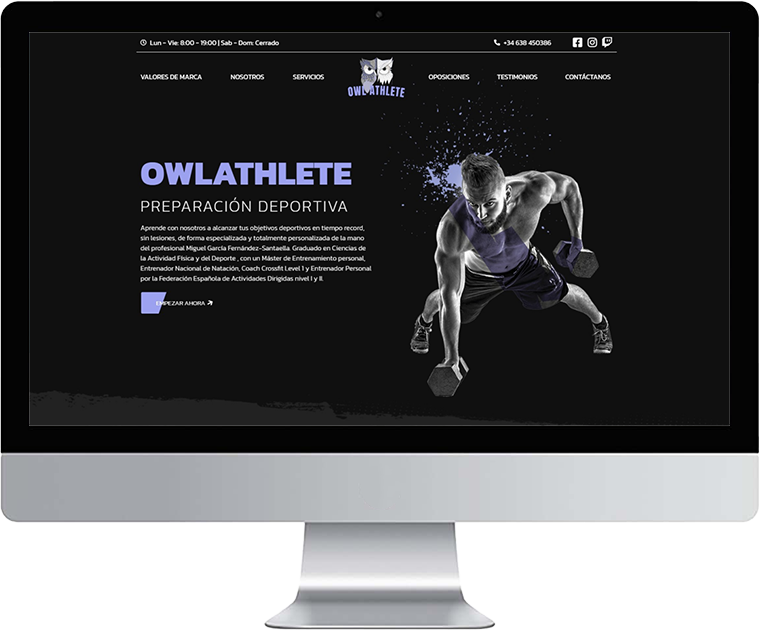 Lun - Vie: 8:00 - 19:00 | Sab - Dom: Cerrado
+34 638 450386
VALORES DE MARCA
NOSOTROS
SERVICIOS
OWL ATHLETE
OPOSICIONES
TESTIMONIOS
CONTÁCTANOS
OWLATHLETE
PREPARACIÓN DEPORTIVA
Aprende con nosotros a alcanzar tus objetivos deportivos en tiempo record,
sin lesiones, de forma especializada y totalmente personalizada de la mano
del profesional Miguel García Fernández-Santaella. Graduado en Ciencias de
la Actividad Física y del Deporte , con un Máster de Entrenamiento personal,
Entrenador Nacional de Natación, Coach Crossfit Level 1 y Entrenador Personal
por la Federación Española de Actividades Dirigidas nivel I y II.
EMPEZAR AHORA